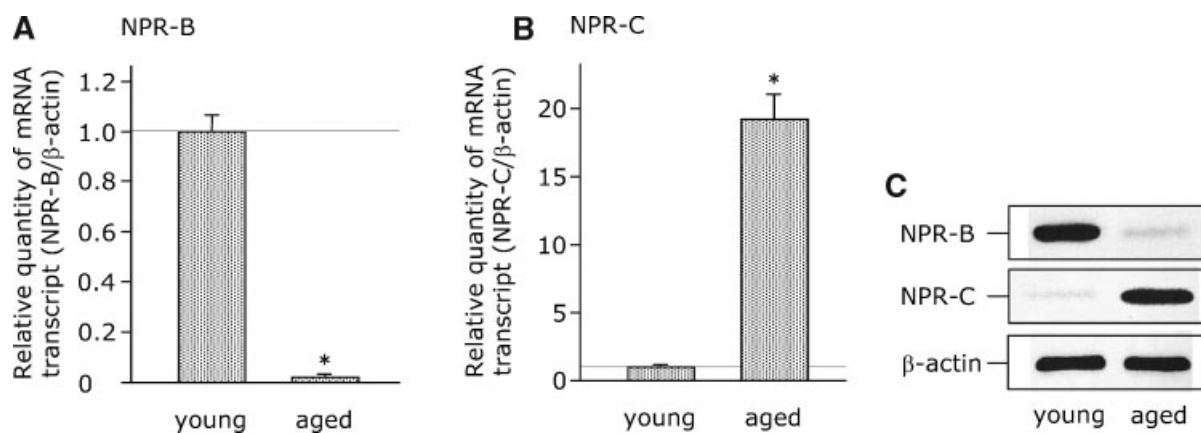 A NPR-B
Relative quantity of mRNA
transcript (NPR-B/β-actin)
1.2
1.0
0.8
0.6
0.4
0.2
0
*
young aged
B NPR-C
Relative quantity of mRNA
transcript (NPR-C/β-actin)
20
15
10
5
0
*
young aged
C
NPR-B
NPR-C
β-actin
young aged